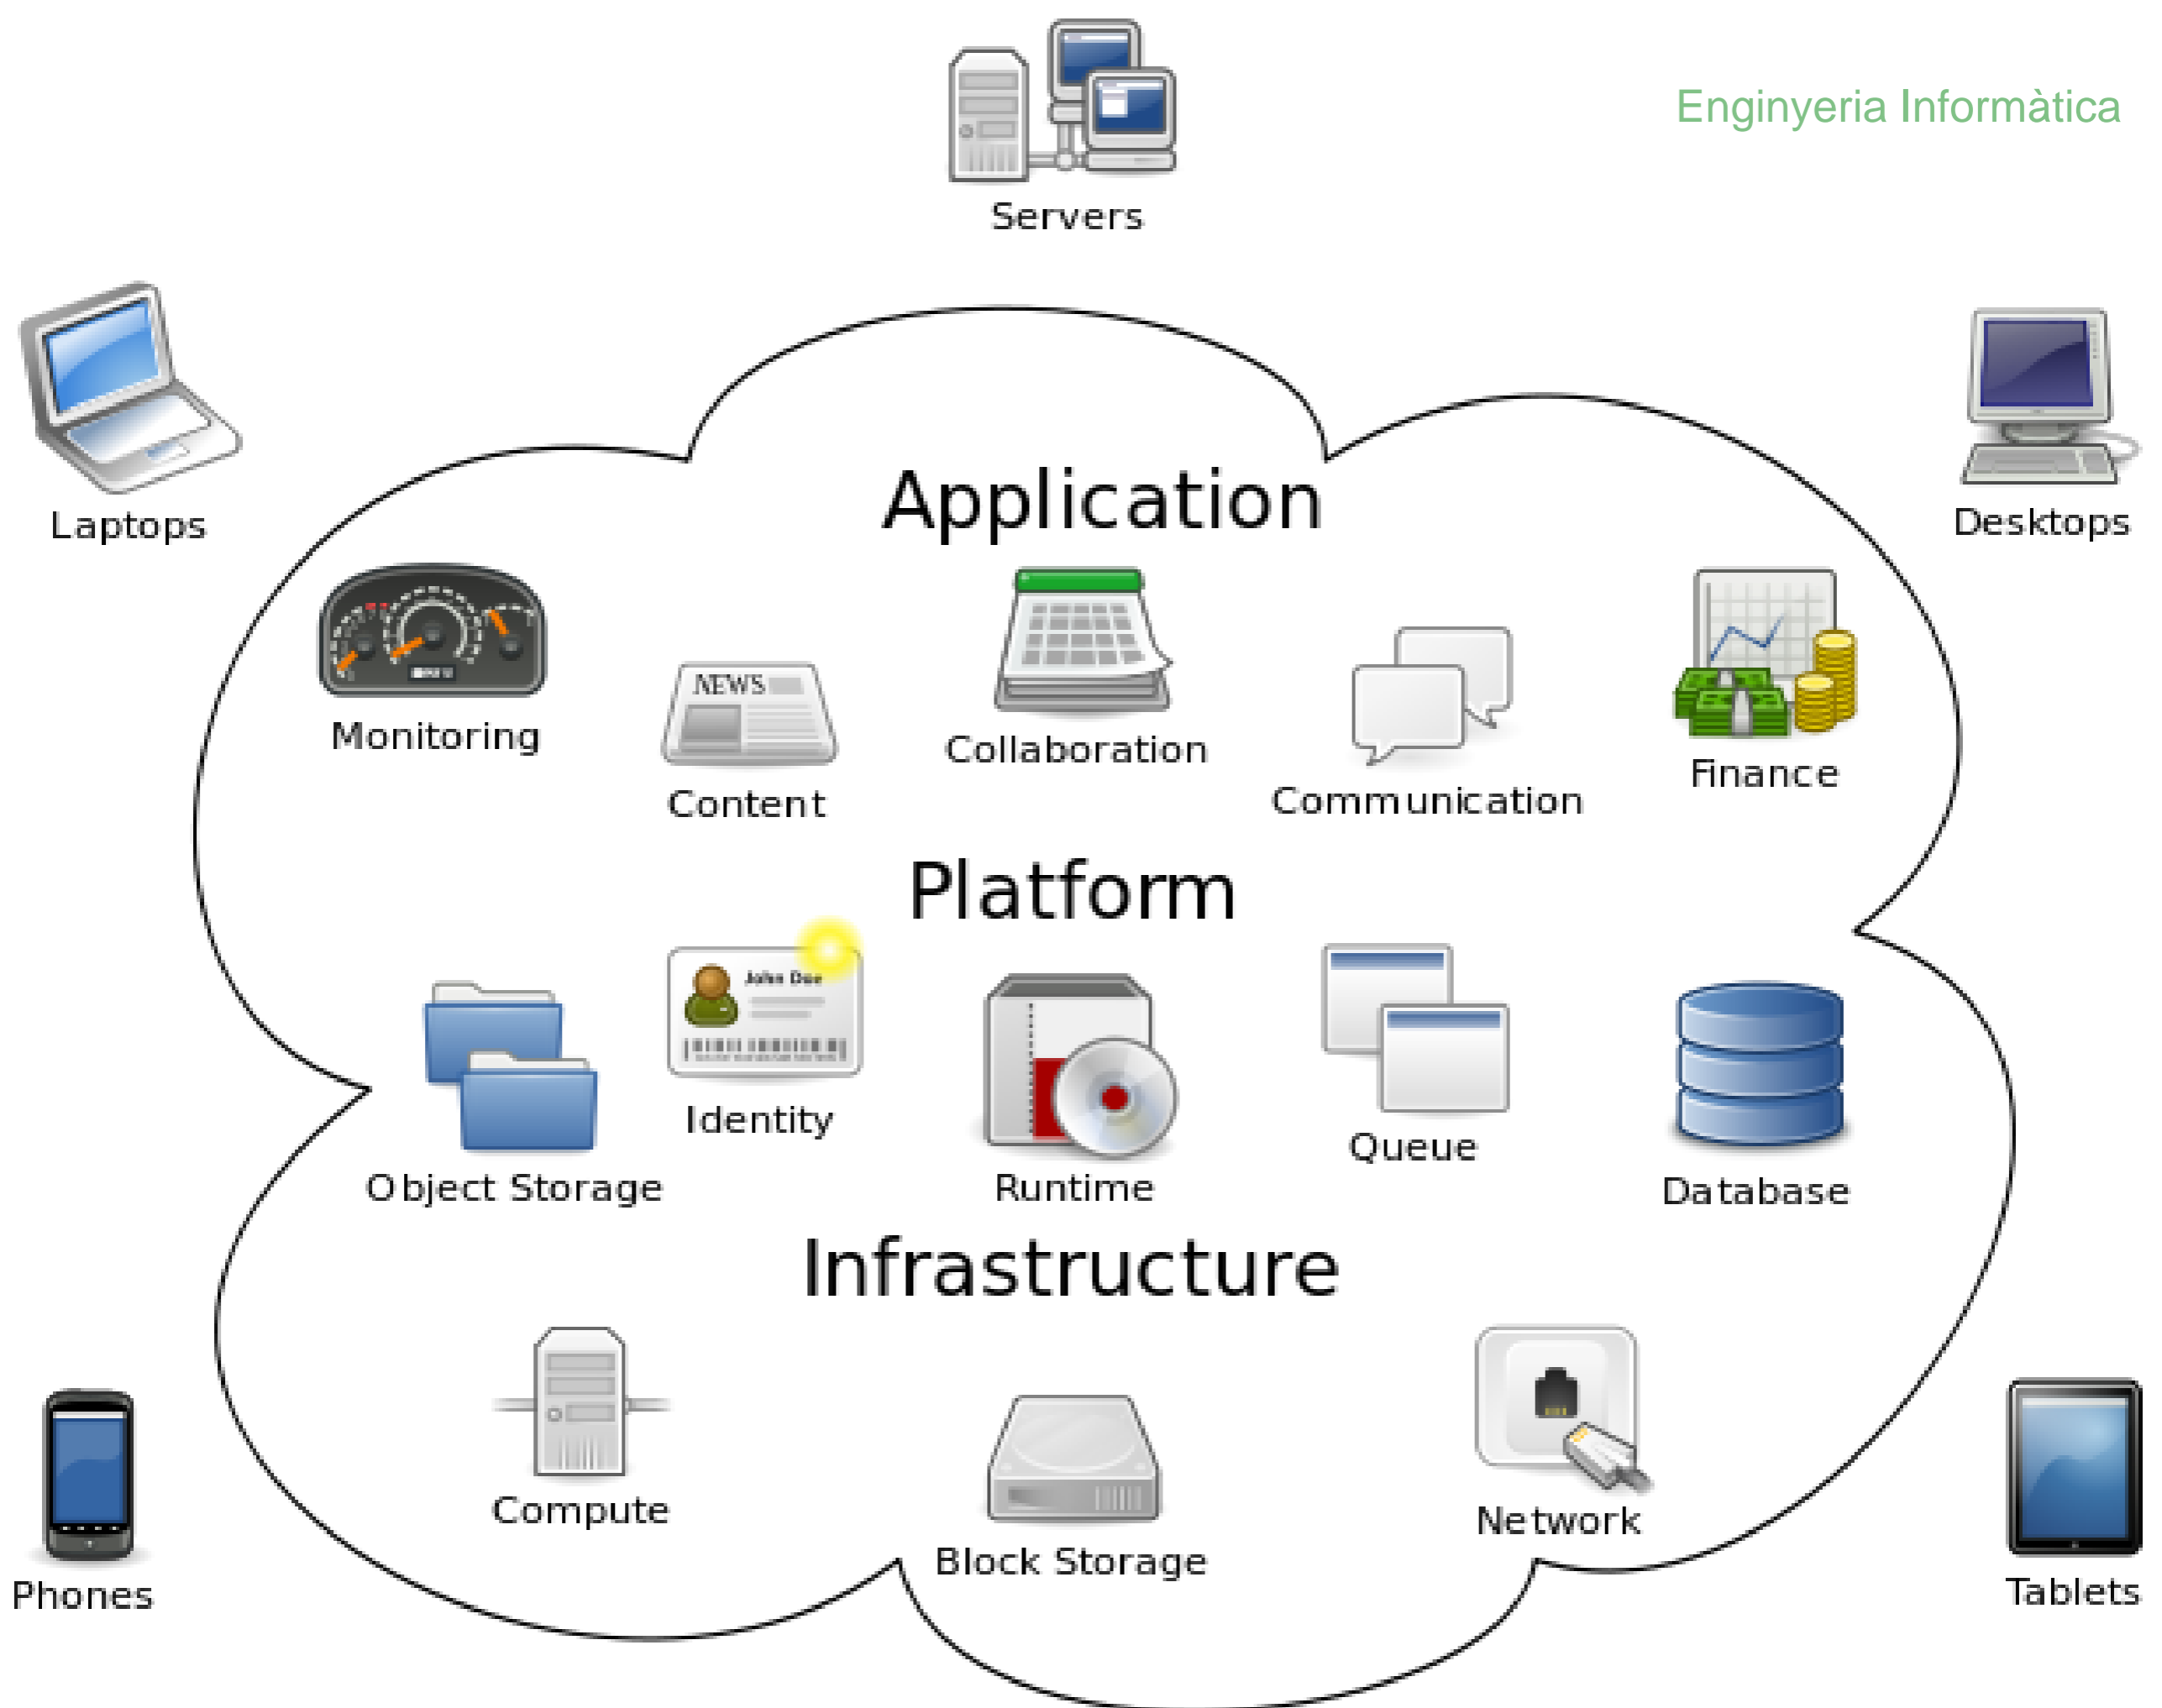 Enginyeria Informàtica
Servers
Laptops
Desktops
Application
Monitoring
NEWS
Content
Collaboration
Communication
Finance
Platform
John Doe
Object Storage
Identity
Runtime
Queue
Database
Infrastructure
Compute
Block Storage
Network
Phones
Tablets